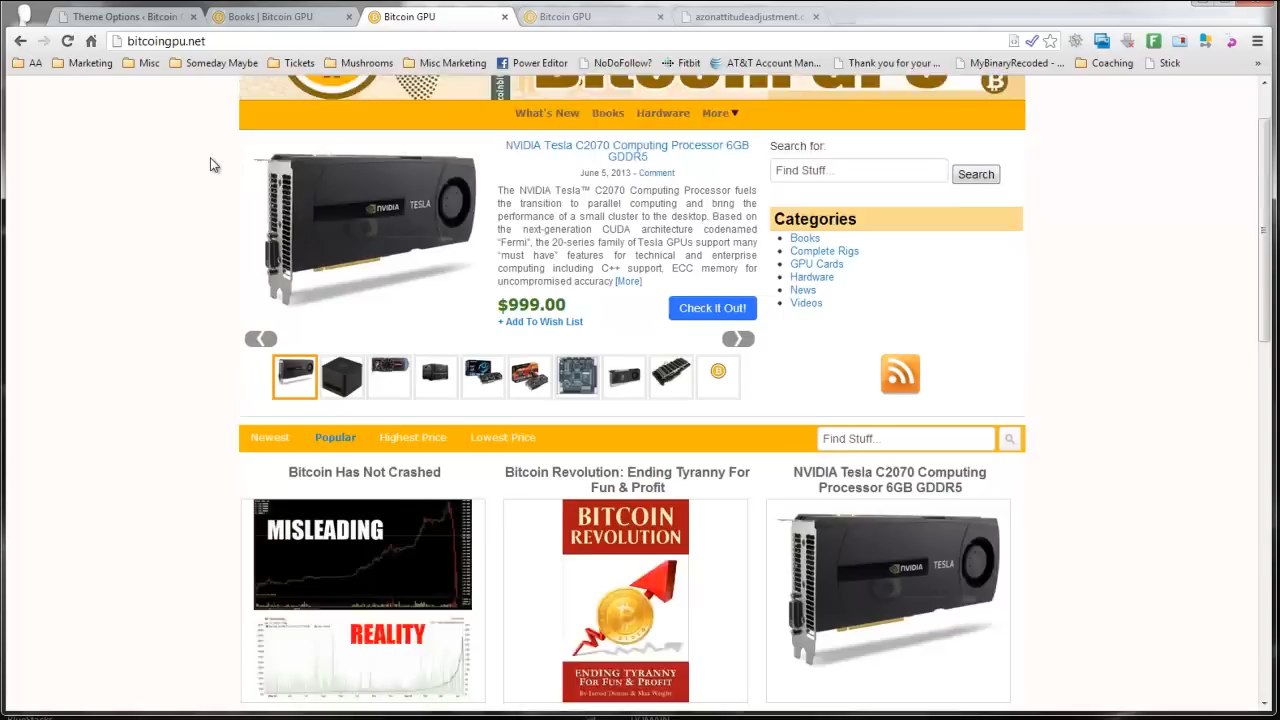 Theme Options ‹ Bitcoin
Books | Bitcoin GPU
Bitcoin GPU
Bitcoin GPU
azonattitudeadjustment.c
bitcoingpu.net
AA
Marketing
Misc
Someday Maybe
Tickets
Mushrooms
Misc Marketing
Power Editor
NoDoFollow?
Fitbit
AT&T Account Man...
Thank you for your ...
MyBinaryRecoded - ...
Coaching
Stick
What's New
Books
Hardware
More
NVIDIA Tesla C2070 Computing Processor 6GB
GDDR5
June 5, 2013 - Comment
The NVIDIA Tesla™ C2070 Computing Processor fuels
the transition to parallel computing and bring the
performance of a small cluster to the desktop. Based on
the next-generation CUDA architecture codenamed
“Fermi”, the 20-series family of Tesla GPUs support many
“must have” features for technical and enterprise
computing including C++ support, ECC memory for
uncompromised accuracy [More]
$999.00
Check It Out!
+ Add To Wish List
NVIDIA TESLA
Search for:
Find Stuff...
Search
Categories
Books
Complete Rigs
GPU Cards
Hardware
News
Videos
Newest
Popular
Highest Price
Lowest Price
Find Stuff...
Bitcoin Has Not Crashed
MISLEADING
REALITY
Bitcoin Revolution: Ending Tyranny For
Fun & Profit
BITCOIN
REVOLUTION
ENDING TYRANNY
FOR FUN & PROFIT
NVIDIA Tesla C2070 Computing
Processor 6GB GDDR5
NVIDIA TESLA